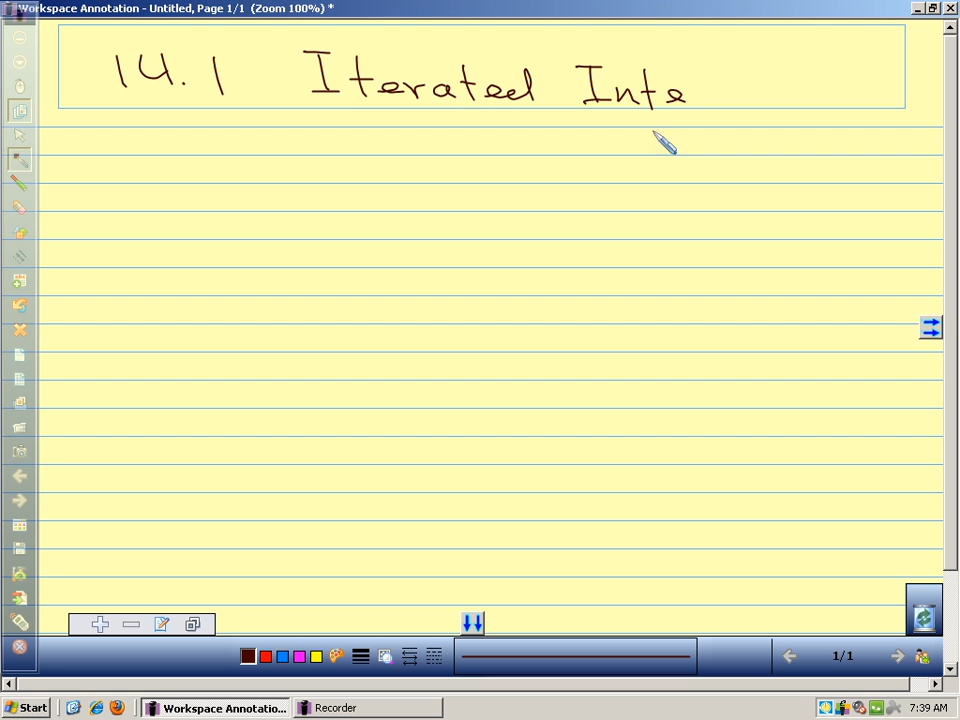 Workspace Annotation - Untitled, Page 1/1 (Zoom 100%) *
14.1 Iterated Inte
1/1
Start
Workspace Annotatio...
Recorder
7:39 AM